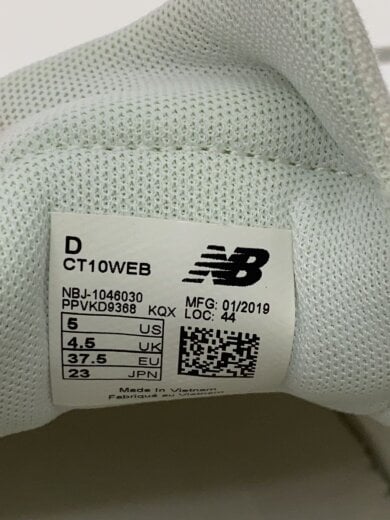 D
CT10WEB
NB
NBJ-1046030
PPVKD9368 KQX
MFG: 01/2019
LOC: 44
5 US
4.5 UK
37.5 EU
23 JPN
Made in Vietnam
Fabriqué au Vietnam